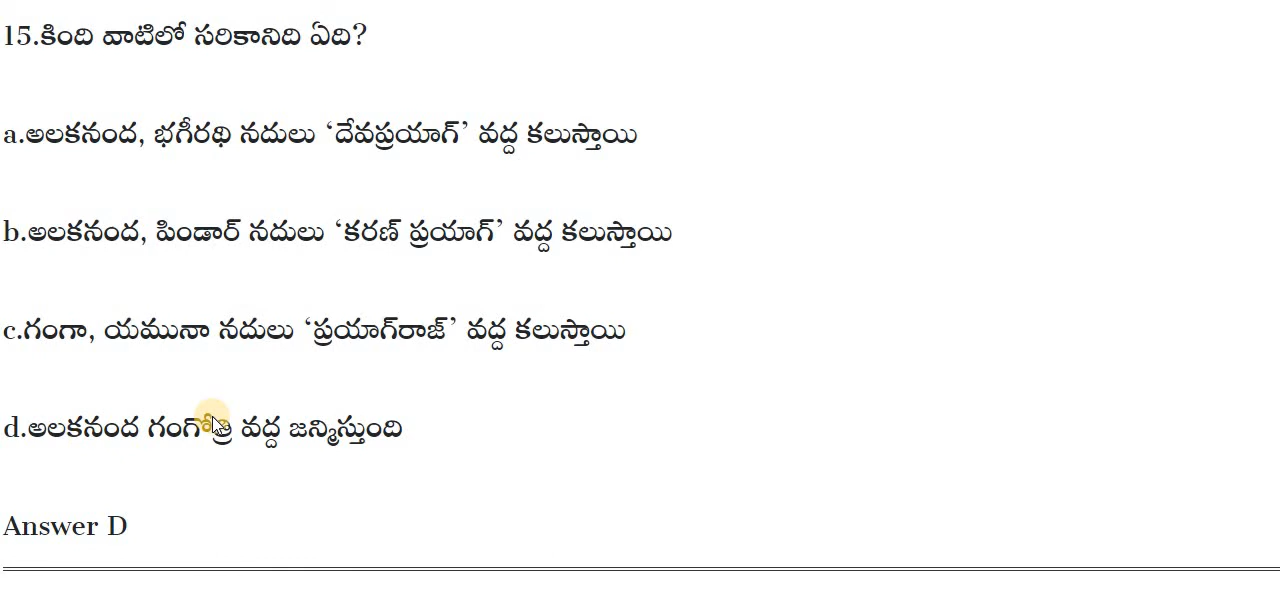 15.కింది వాటిలో సరికానిది ఏది?
a.అలకనంద, భగీరథి నదులు ‘దేవప్రయాగ్’ వద్ద కలుస్తాయి
b.అలకనంద, పిండార్ నదులు ‘కరణ్ ప్రయాగ్’ వద్ద కలుస్తాయి
c.గంగా, యమునా నదులు ‘ప్రయాగ్‌రాజ్’ వద్ద కలుస్తాయి
d.అలకనంద గంగోత్రి వద్ద జన్మిస్తుంది
Answer D